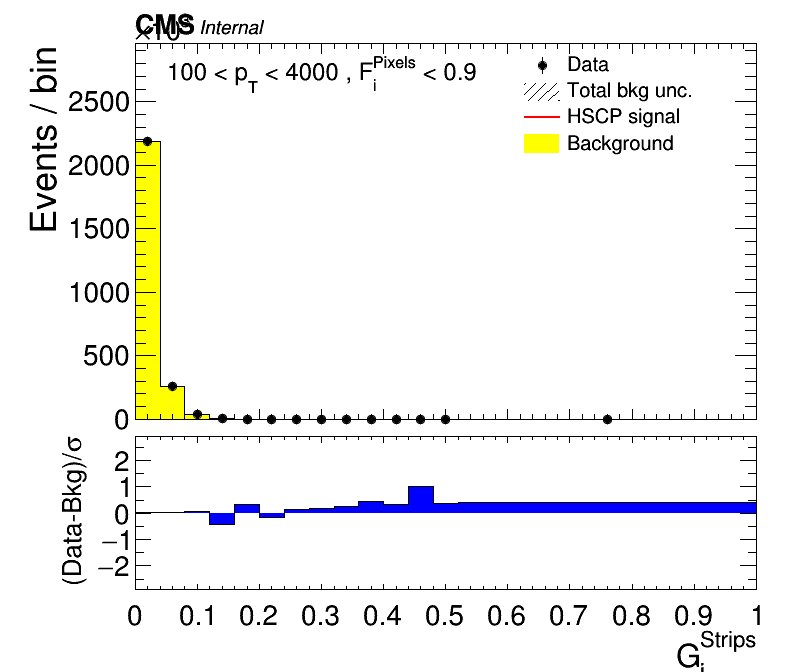 CMS Internal
×10³
100 < p_T < 4000 , F_i^Pixels < 0.9
Data
Total bkg unc.
HSCP signal
Background
Events / bin
2500
2000
1500
1000
500
0
(Data-Bkg)/σ
2
1
0
−1
−2
0 0.1 0.2 0.3 0.4 0.5 0.6 0.7 0.8 0.9 1
G_i^Strips